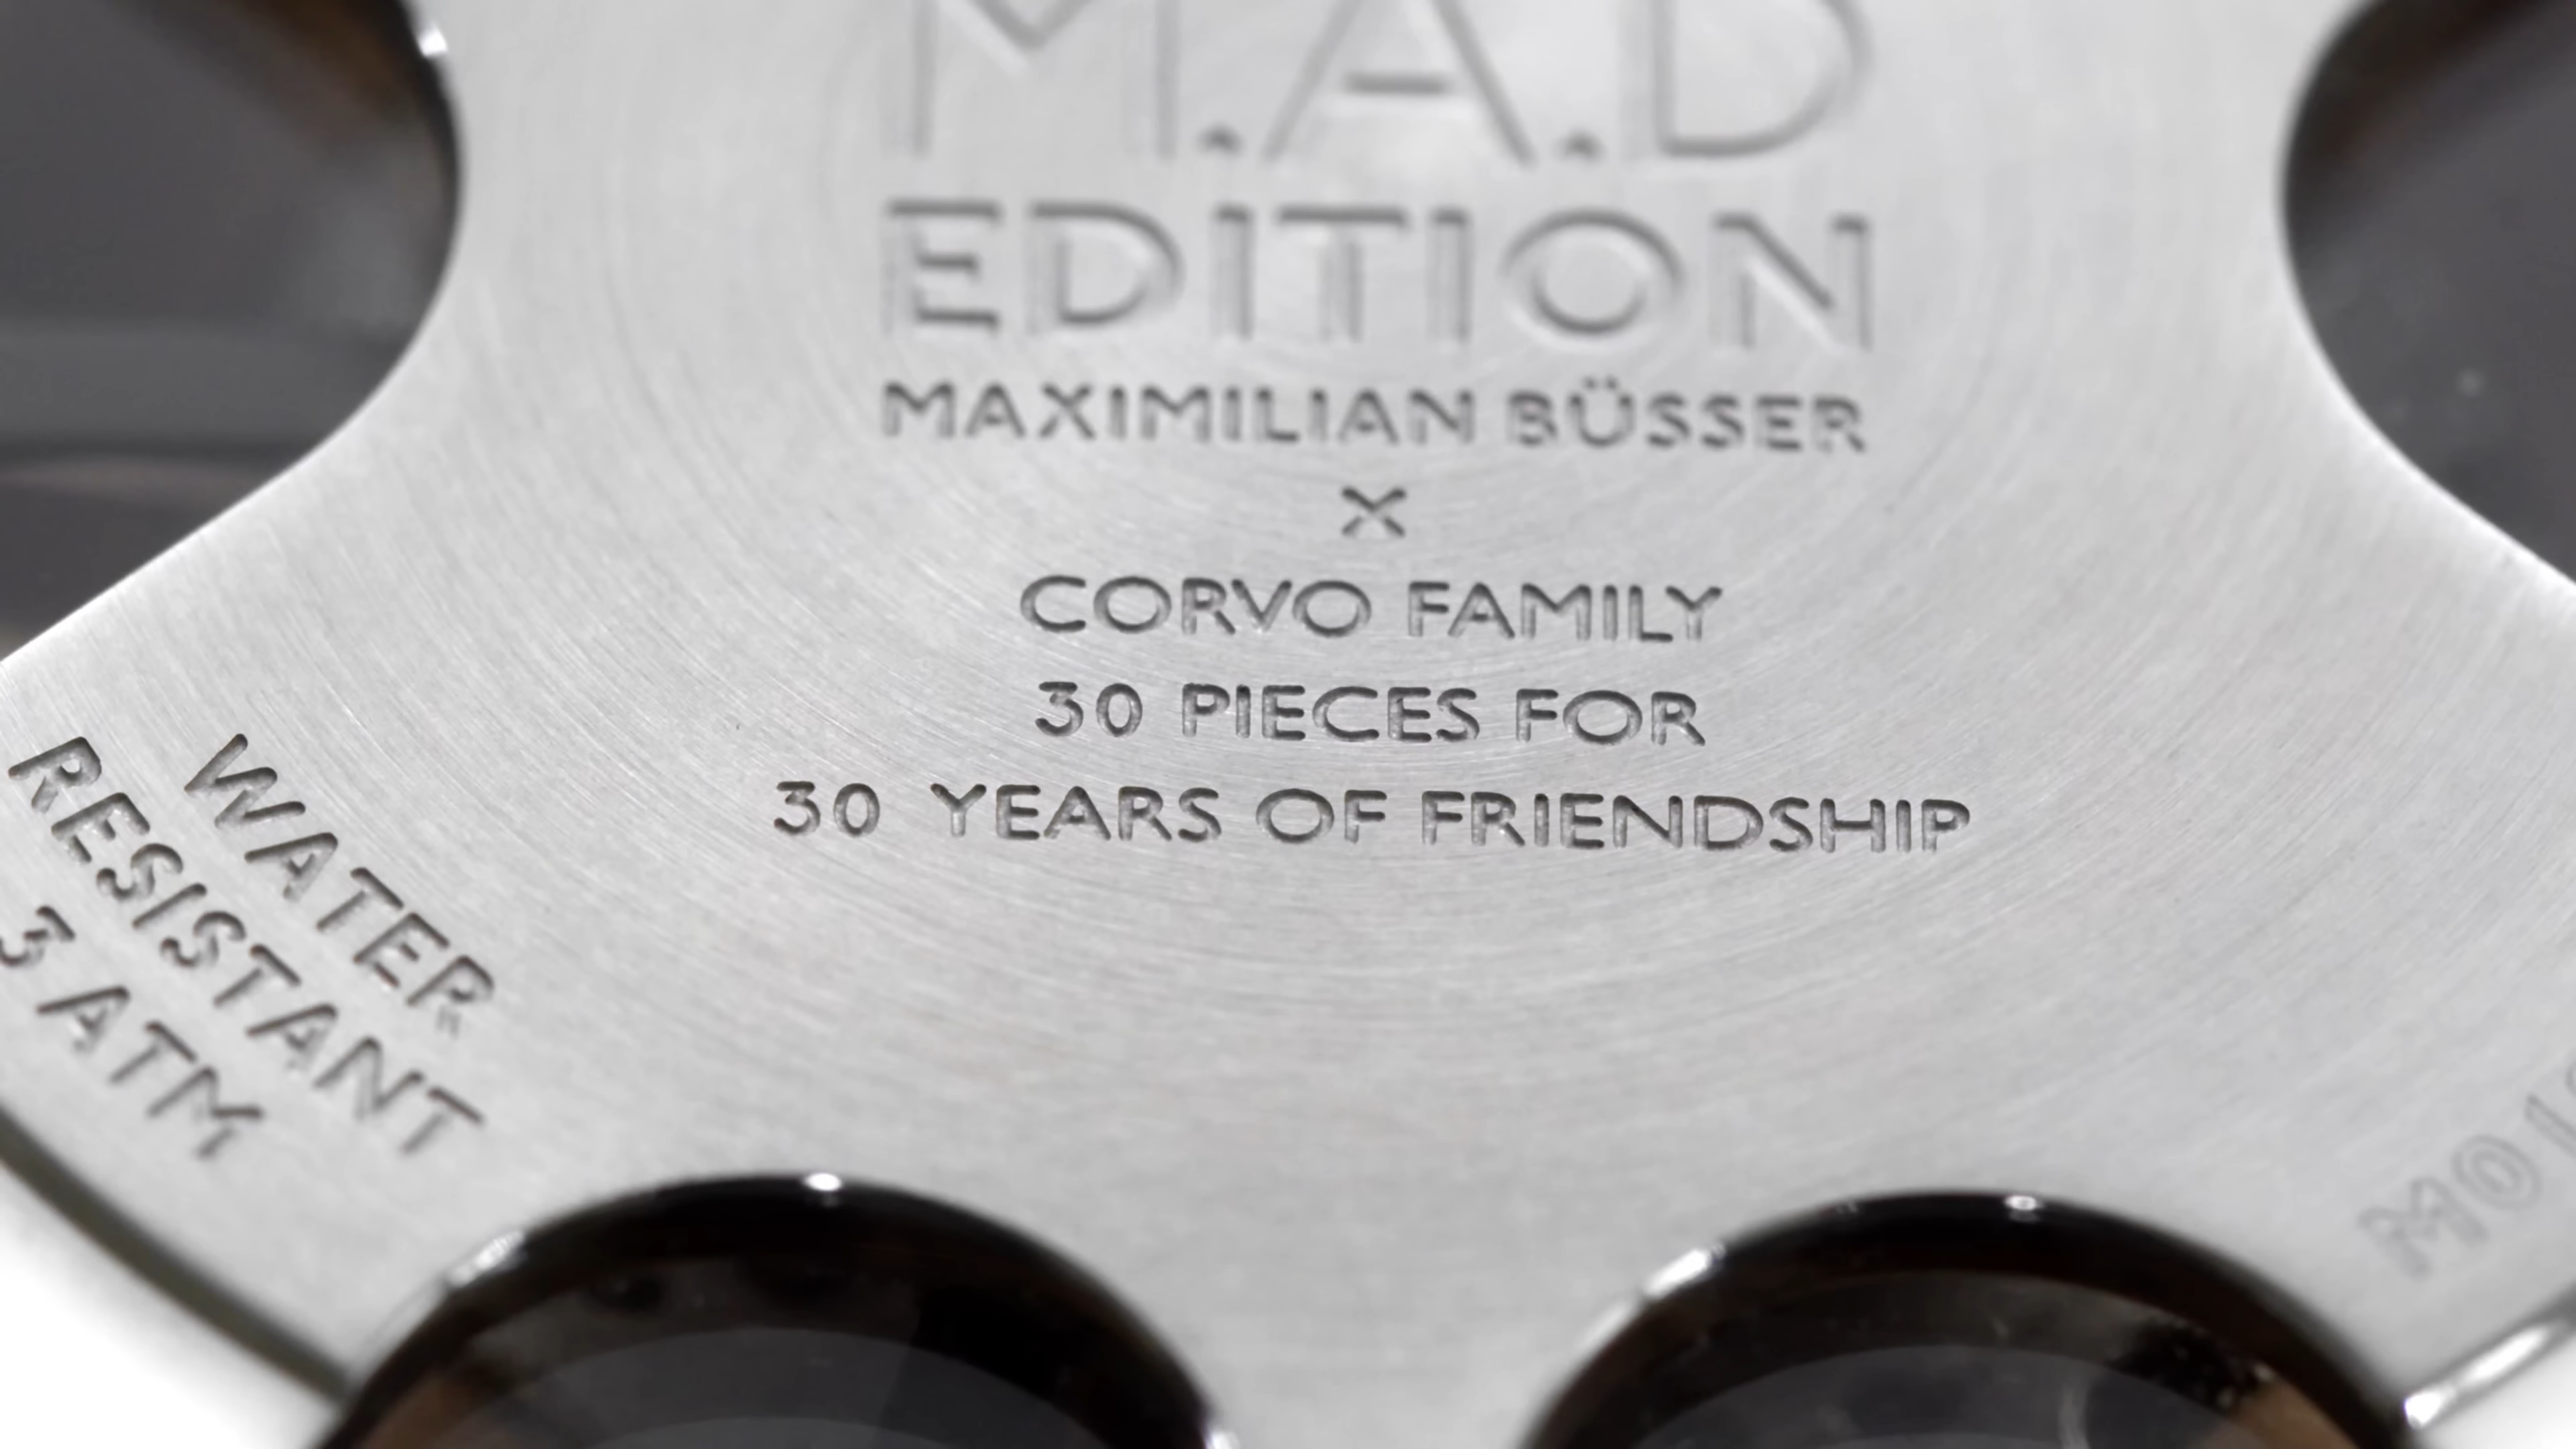 M.A.D
EDITION
MAXIMILIAN BÜSSER
×
CORVO FAMILY
30 PIECES FOR
30 YEARS OF FRIENDSHIP
WATER
RESISTANT
3 ATM